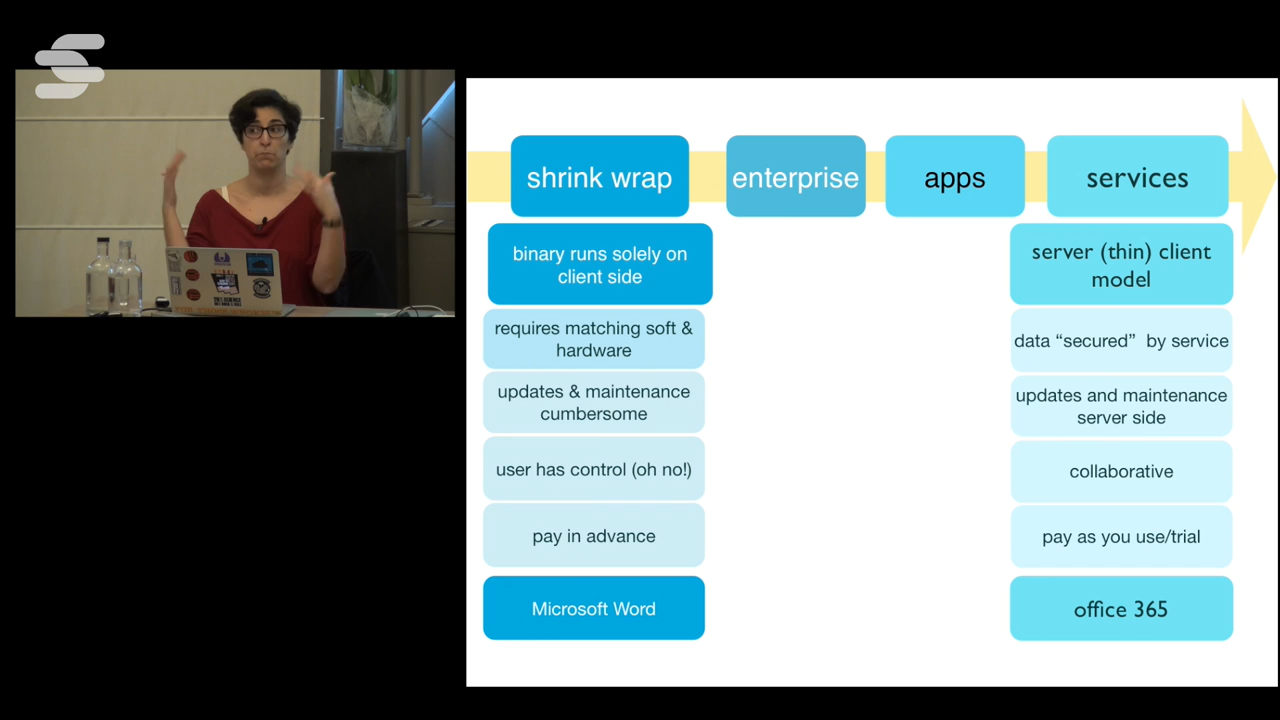 shrink wrap
enterprise
apps
services
binary runs solely on
client side
server (thin) client
model
requires matching soft &
hardware
data “secured” by service
updates & maintenance
cumbersome
updates and maintenance
server side
user has control (oh no!)
collaborative
pay in advance
pay as you use/trial
Microsoft Word
office 365